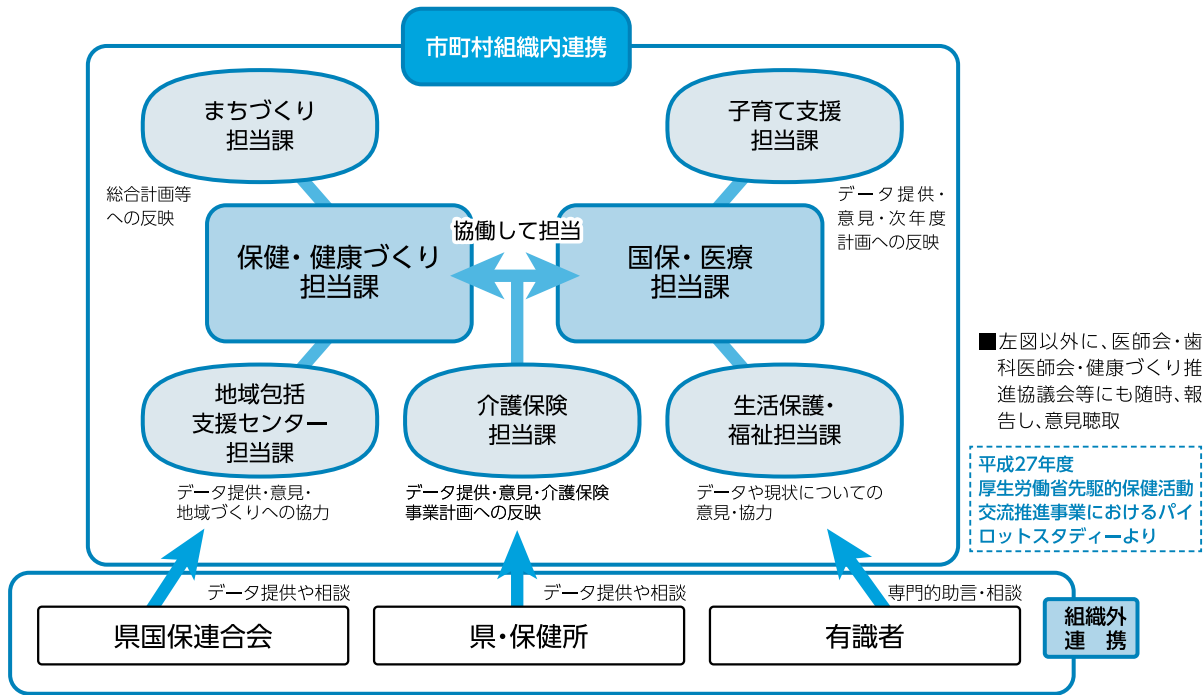 市町村組織内連携
まちづくり
担当課
子育て支援
担当課
総合計画等
への反映
データ提供・
意見・次年度
計画への反映
協働して担当
保健・健康づくり
担当課
国保・医療
担当課
地域包括
支援センター
担当課
介護保険
担当課
生活保護・
福祉担当課
データ提供・意見・
地域づくりへの協力
データ提供・意見・介護保険
事業計画への反映
データや現状についての
意見・協力
■左図以外に、医師会・歯
科医師会・健康づくり推
進協議会等にも随時、報
告し、意見聴取
平成27年度
厚生労働省先駆的保健活動
交流推進事業におけるパイ
ロットスタディーより
データ提供や相談
データ提供や相談
専門的助言・相談
県国保連合会
県・保健所
有識者
組織外
連 携